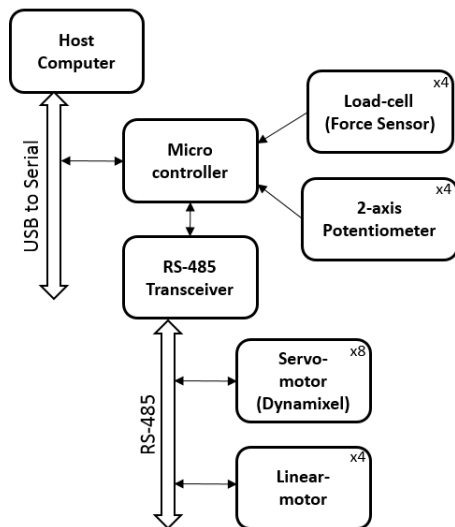 Host
Computer
x4
Load-cell
(Force Sensor)
Micro
controller
USB to Serial
x4
2-axis
Potentiometer
RS-485
Transceiver
x8
Servo-
motor
(Dynamixel)
RS-485
x4
Linear-
motor